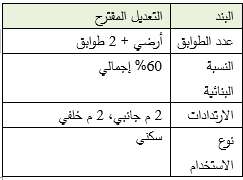 البند التعديل المقترح
عدد الطوابق أرضي + 2 طوابق
النسبة 60% إجمالي
البنائية
الارتدادات 2 م جانبي، 2 م خلفي
نوع سكني
الاستخدام